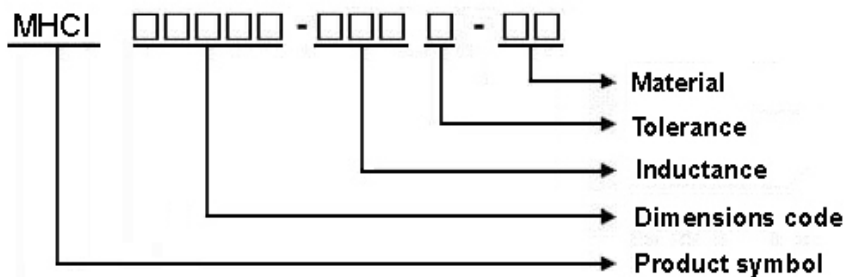 MHCI □□□□□ - □□□ □ - □□
Material
Tolerance
Inductance
Dimensions code
Product symbol